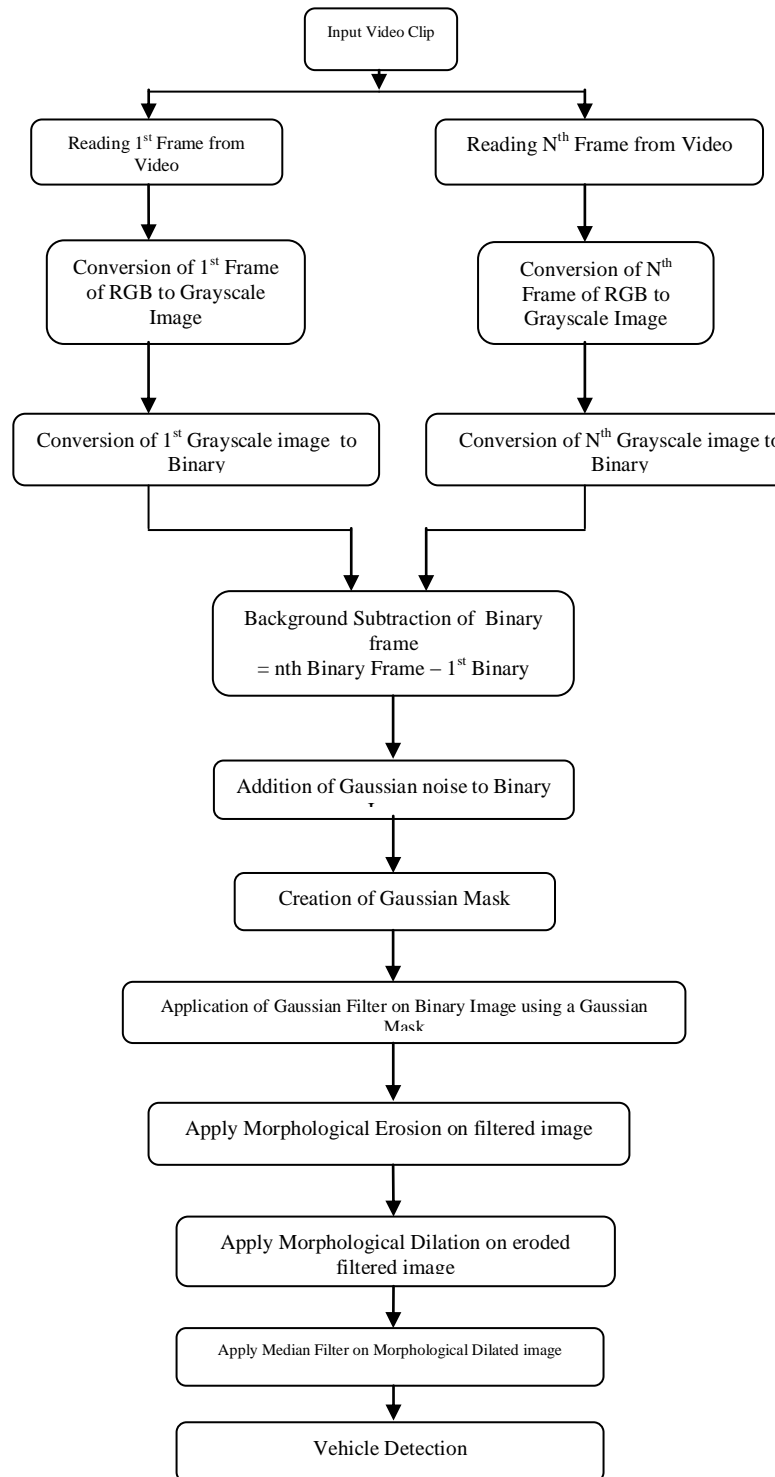 Input Video Clip
Reading 1st Frame from
Video
Reading Nth Frame from Video
Conversion of 1st Frame
of RGB to Grayscale
Image
Conversion of Nth
Frame of RGB to
Grayscale Image
Conversion of 1st Grayscale image to
Binary
Conversion of Nth Grayscale image to
Binary
Background Subtraction of Binary
frame
= nth Binary Frame – 1st Binary
Addition of Gaussian noise to Binary
Creation of Gaussian Mask
Application of Gaussian Filter on Binary Image using a Gaussian
Mask
Apply Morphological Erosion on filtered image
Apply Morphological Dilation on eroded
filtered image
Apply Median Filter on Morphological Dilated image
Vehicle Detection